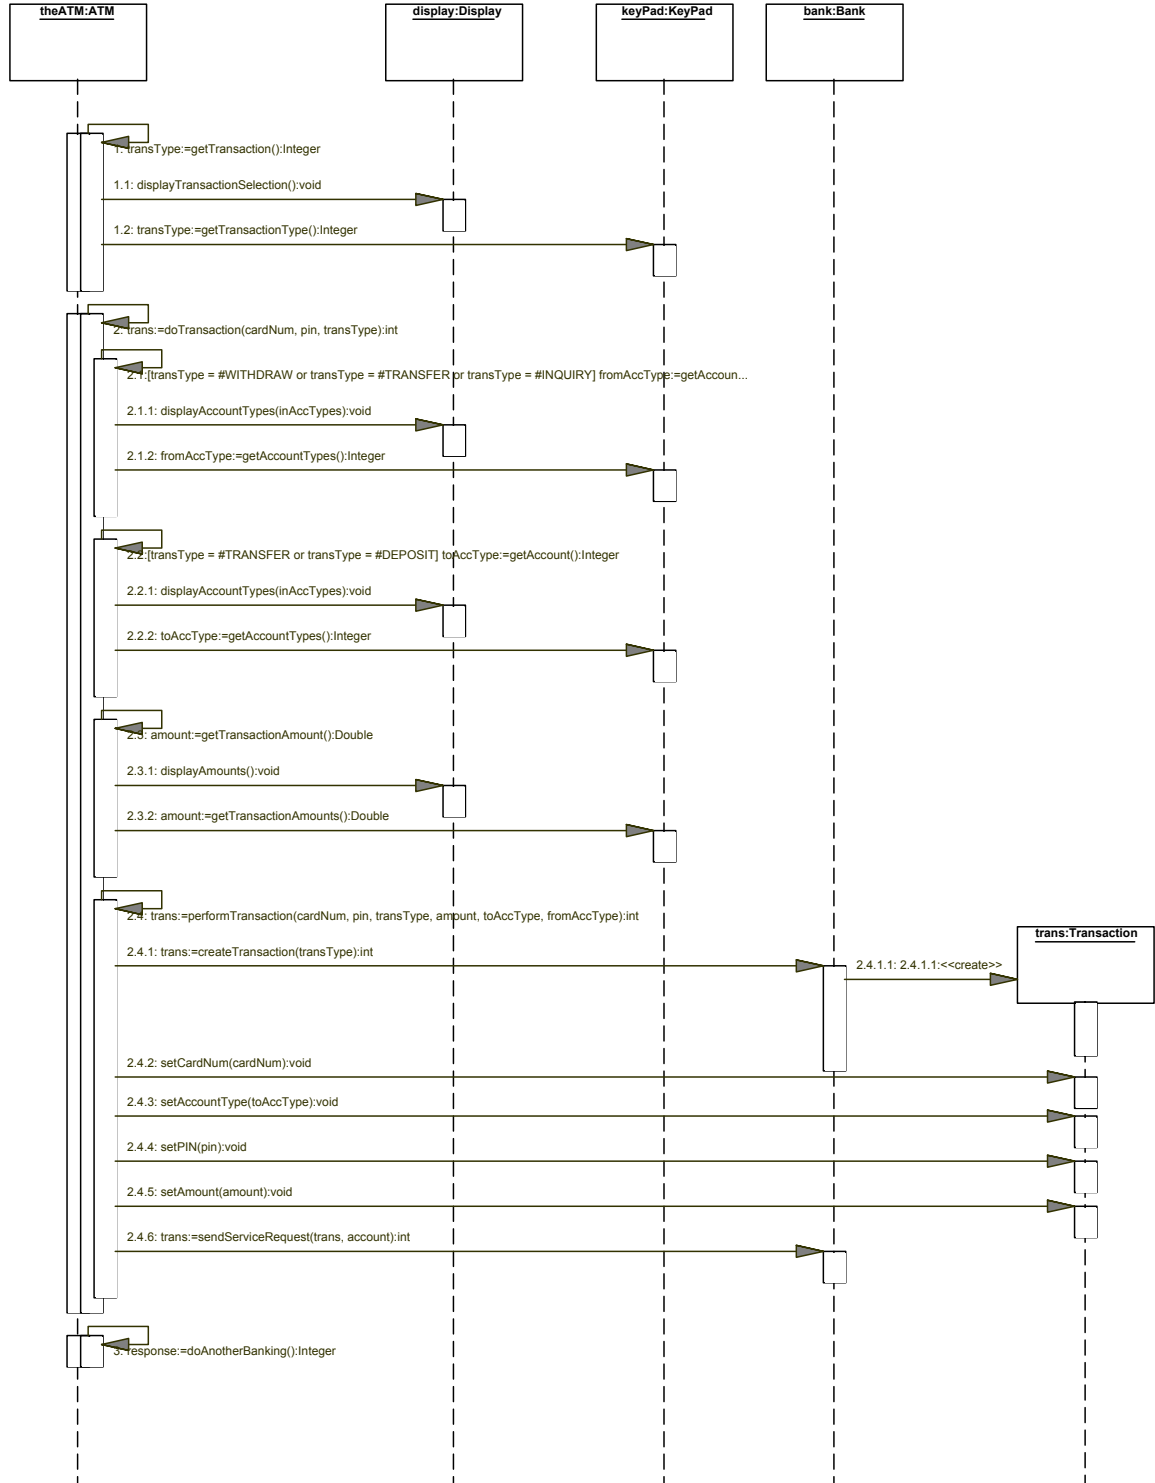 theATM:ATM
display:Display
keyPad:KeyPad
bank:Bank
1: transType:=getTransaction():Integer
1.1: displayTransactionSelection():void
1.2: transType:=getTransactionType():Integer
2: trans:=doTransaction(cardNum, pin, transType):int
2.1:[transType = #WITHDRAW or transType = #TRANSFER or transType = #INQUIRY] fromAccType:=getAccoun...
2.1.1: displayAccountTypes(inAccTypes):void
2.1.2: fromAccType:=getAccountTypes():Integer
2.2:[transType = #TRANSFER or transType = #DEPOSIT] toAccType:=getAccount():Integer
2.2.1: displayAccountTypes(inAccTypes):void
2.2.2: toAccType:=getAccountTypes():Integer
2.3: amount:=getTransactionAmount():Double
2.3.1: displayAmounts():void
2.3.2: amount:=getTransactionAmounts():Double
2.4: trans:=performTransaction(cardNum, pin, transType, amount, toAccType, fromAccType):int
trans:Transaction
2.4.1: trans:=createTransaction(transType):int
2.4.1.1: 2.4.1.1:<<create>>
2.4.2: setCardNum(cardNum):void
2.4.3: setAccountType(toAccType):void
2.4.4: setPIN(pin):void
2.4.5: setAmount(amount):void
2.4.6: trans:=sendServiceRequest(trans, account):int
3: response:=doAnotherBanking():Integer